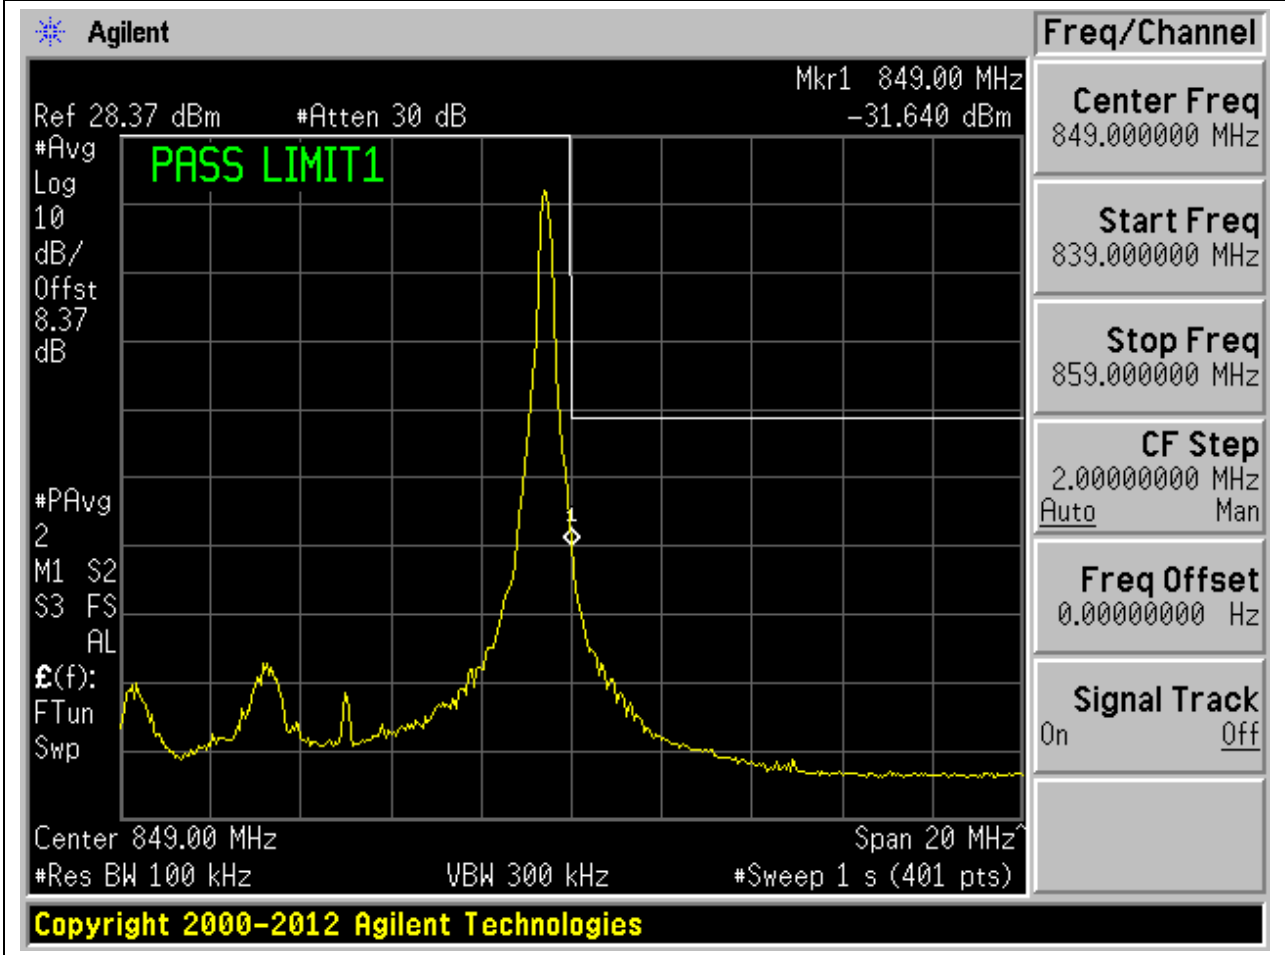 Agilent
Freq/Channel
Mkr1 849.00 MHz
Ref 28.37 dBm #Atten 30 dB -31.640 dBm
#Avg
Log
10
dB/
Offst
8.37
dB
PASS LIMIT1
1
#PAvg
2
M1 S2
S3 FS
AL
£(f):
FTun
Swp
Center 849.00 MHz Span 20 MHz^
#Res BW 100 kHz VBW 300 kHz #Sweep 1 s (401 pts)
Center Freq
849.000000 MHz
Start Freq
839.000000 MHz
Stop Freq
859.000000 MHz
CF Step
2.00000000 MHz
Auto Man
Freq Offset
0.00000000 Hz
Signal Track
On Off
Copyright 2000-2012 Agilent Technologies